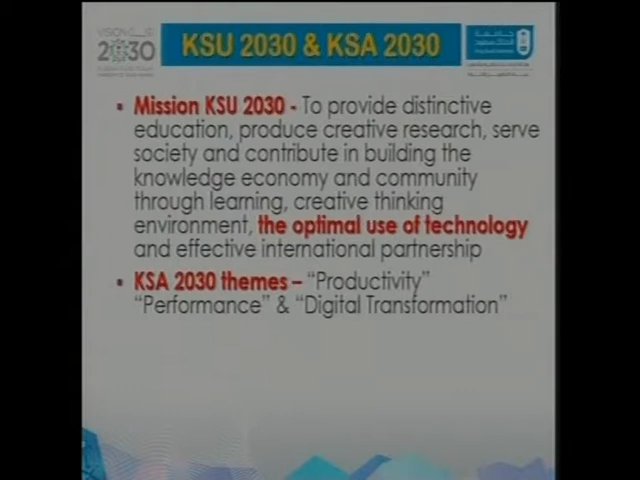 VISION
2030
KSU 2030 & KSA 2030
▪ Mission KSU 2030 - To provide distinctive
education, produce creative research, serve
society and contribute in building the
knowledge economy and community
through learning, creative thinking
environment, the optimal use of technology
and effective international partnership
▪ KSA 2030 themes – “Productivity”
“Performance” & “Digital Transformation”